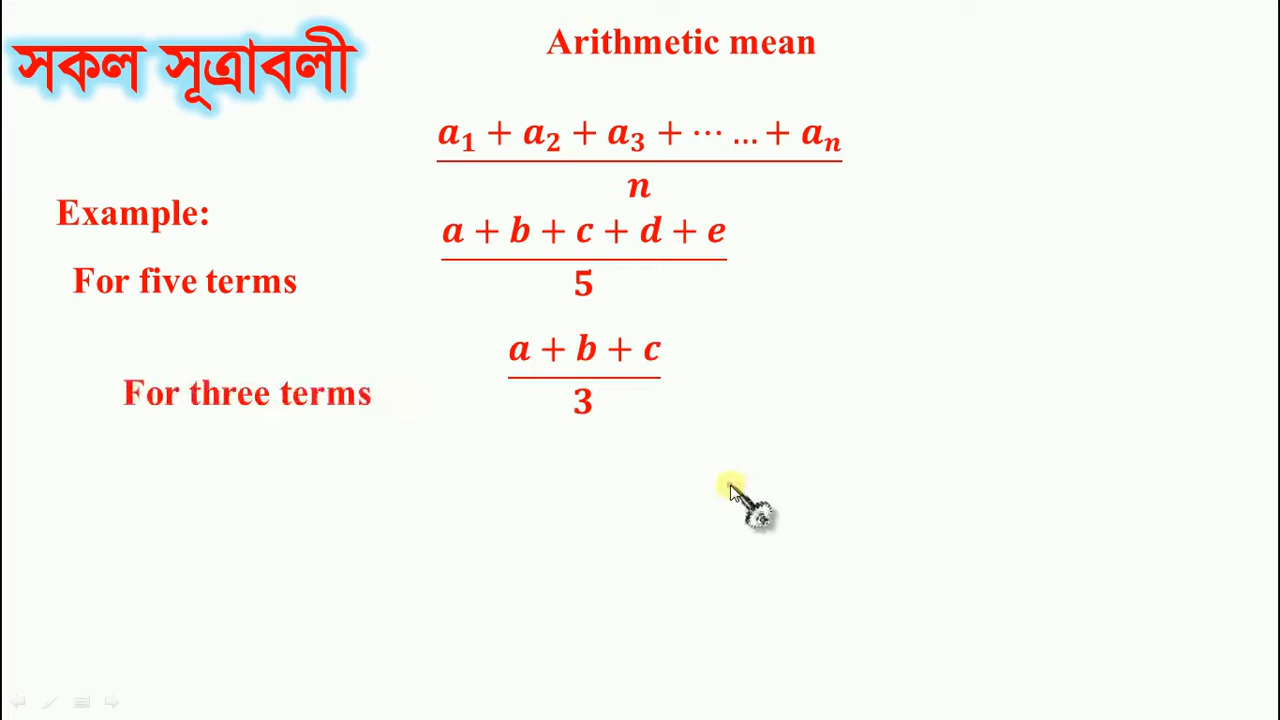 সকল সূত্রাবলী
Arithmetic mean
a₁ + a₂ + a₃ + ⋯ … + aₙ
n
Example:
a + b + c + d + e
For five terms
5
a + b + c
For three terms
3